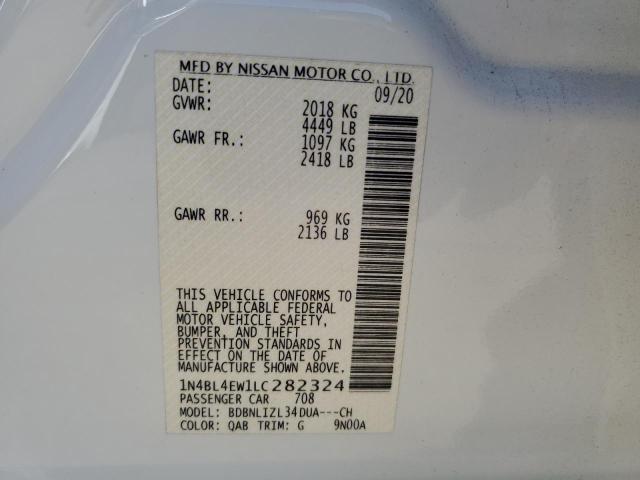 MFD BY NISSAN MOTOR CO., LTD.
DATE: 09/20
GVWR: 2018 KG
4449 LB
GAWR FR.: 1097 KG
2418 LB
GAWR RR.: 969 KG
2136 LB
THIS VEHICLE CONFORMS TO
ALL APPLICABLE FEDERAL
MOTOR VEHICLE SAFETY,
BUMPER, AND THEFT
PREVENTION STANDARDS IN
EFFECT ON THE DATE OF
MANUFACTURE SHOWN ABOVE.
1N4BL4EW1LC282324
PASSENGER CAR 708
MODEL: BDBNLIZL34DUA---CH
COLOR: QAB TRIM: G 9N00A